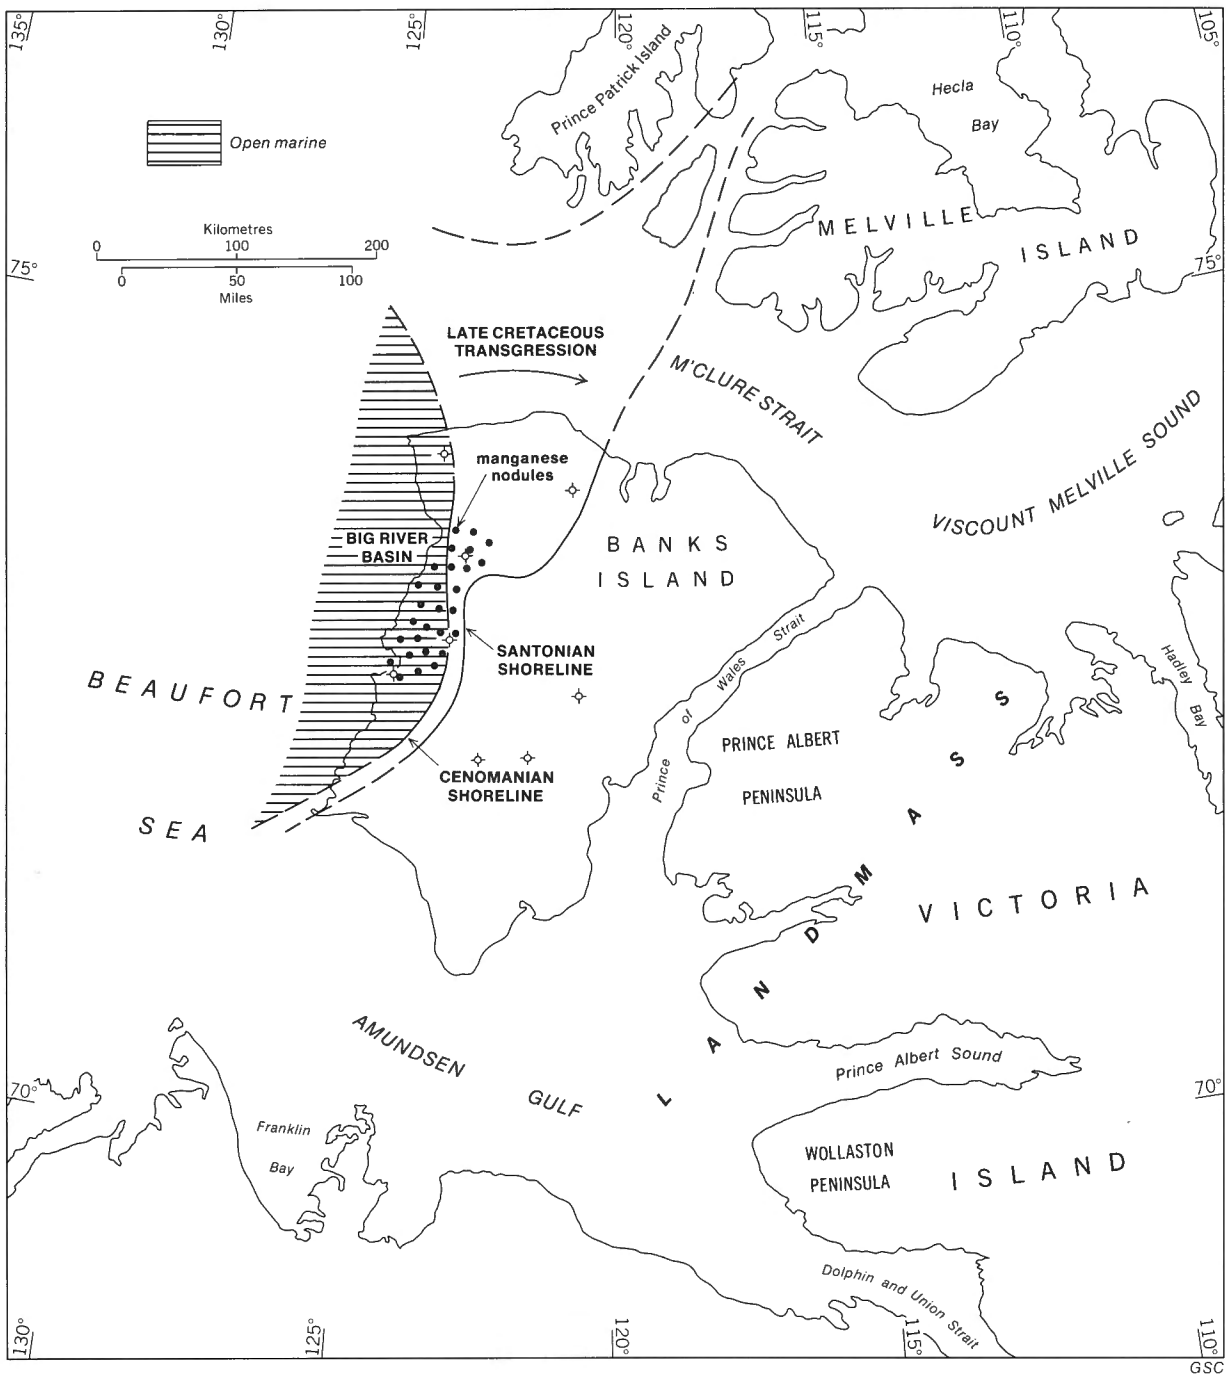 135°
130°
125°
120°
115°
110°
105°
Prince Patrick Island
Hecla
Bay
Open marine
Kilometres
0 100 200
0 50 100
Miles
MELVILLE
ISLAND
75°
75°
LATE CRETACEOUS
TRANSGRESSION
M'CLURE STRAIT
VISCOUNT MELVILLE SOUND
manganese
nodules
BIG RIVER
BASIN
BANKS
ISLAND
SANTONIAN
SHORELINE
Prince of Wales Strait
Hadley
Bay
BEAUFORT
SEA
PRINCE ALBERT
PENINSULA
CENOMANIAN
SHORELINE
LANDMASS
VICTORIA
ISLAND
AMUNDSEN
GULF
Prince Albert Sound
70°
70°
Franklin
Bay
WOLLASTON
PENINSULA
Dolphin and Union Strait
130°
125°
120°
115°
110°
GSC